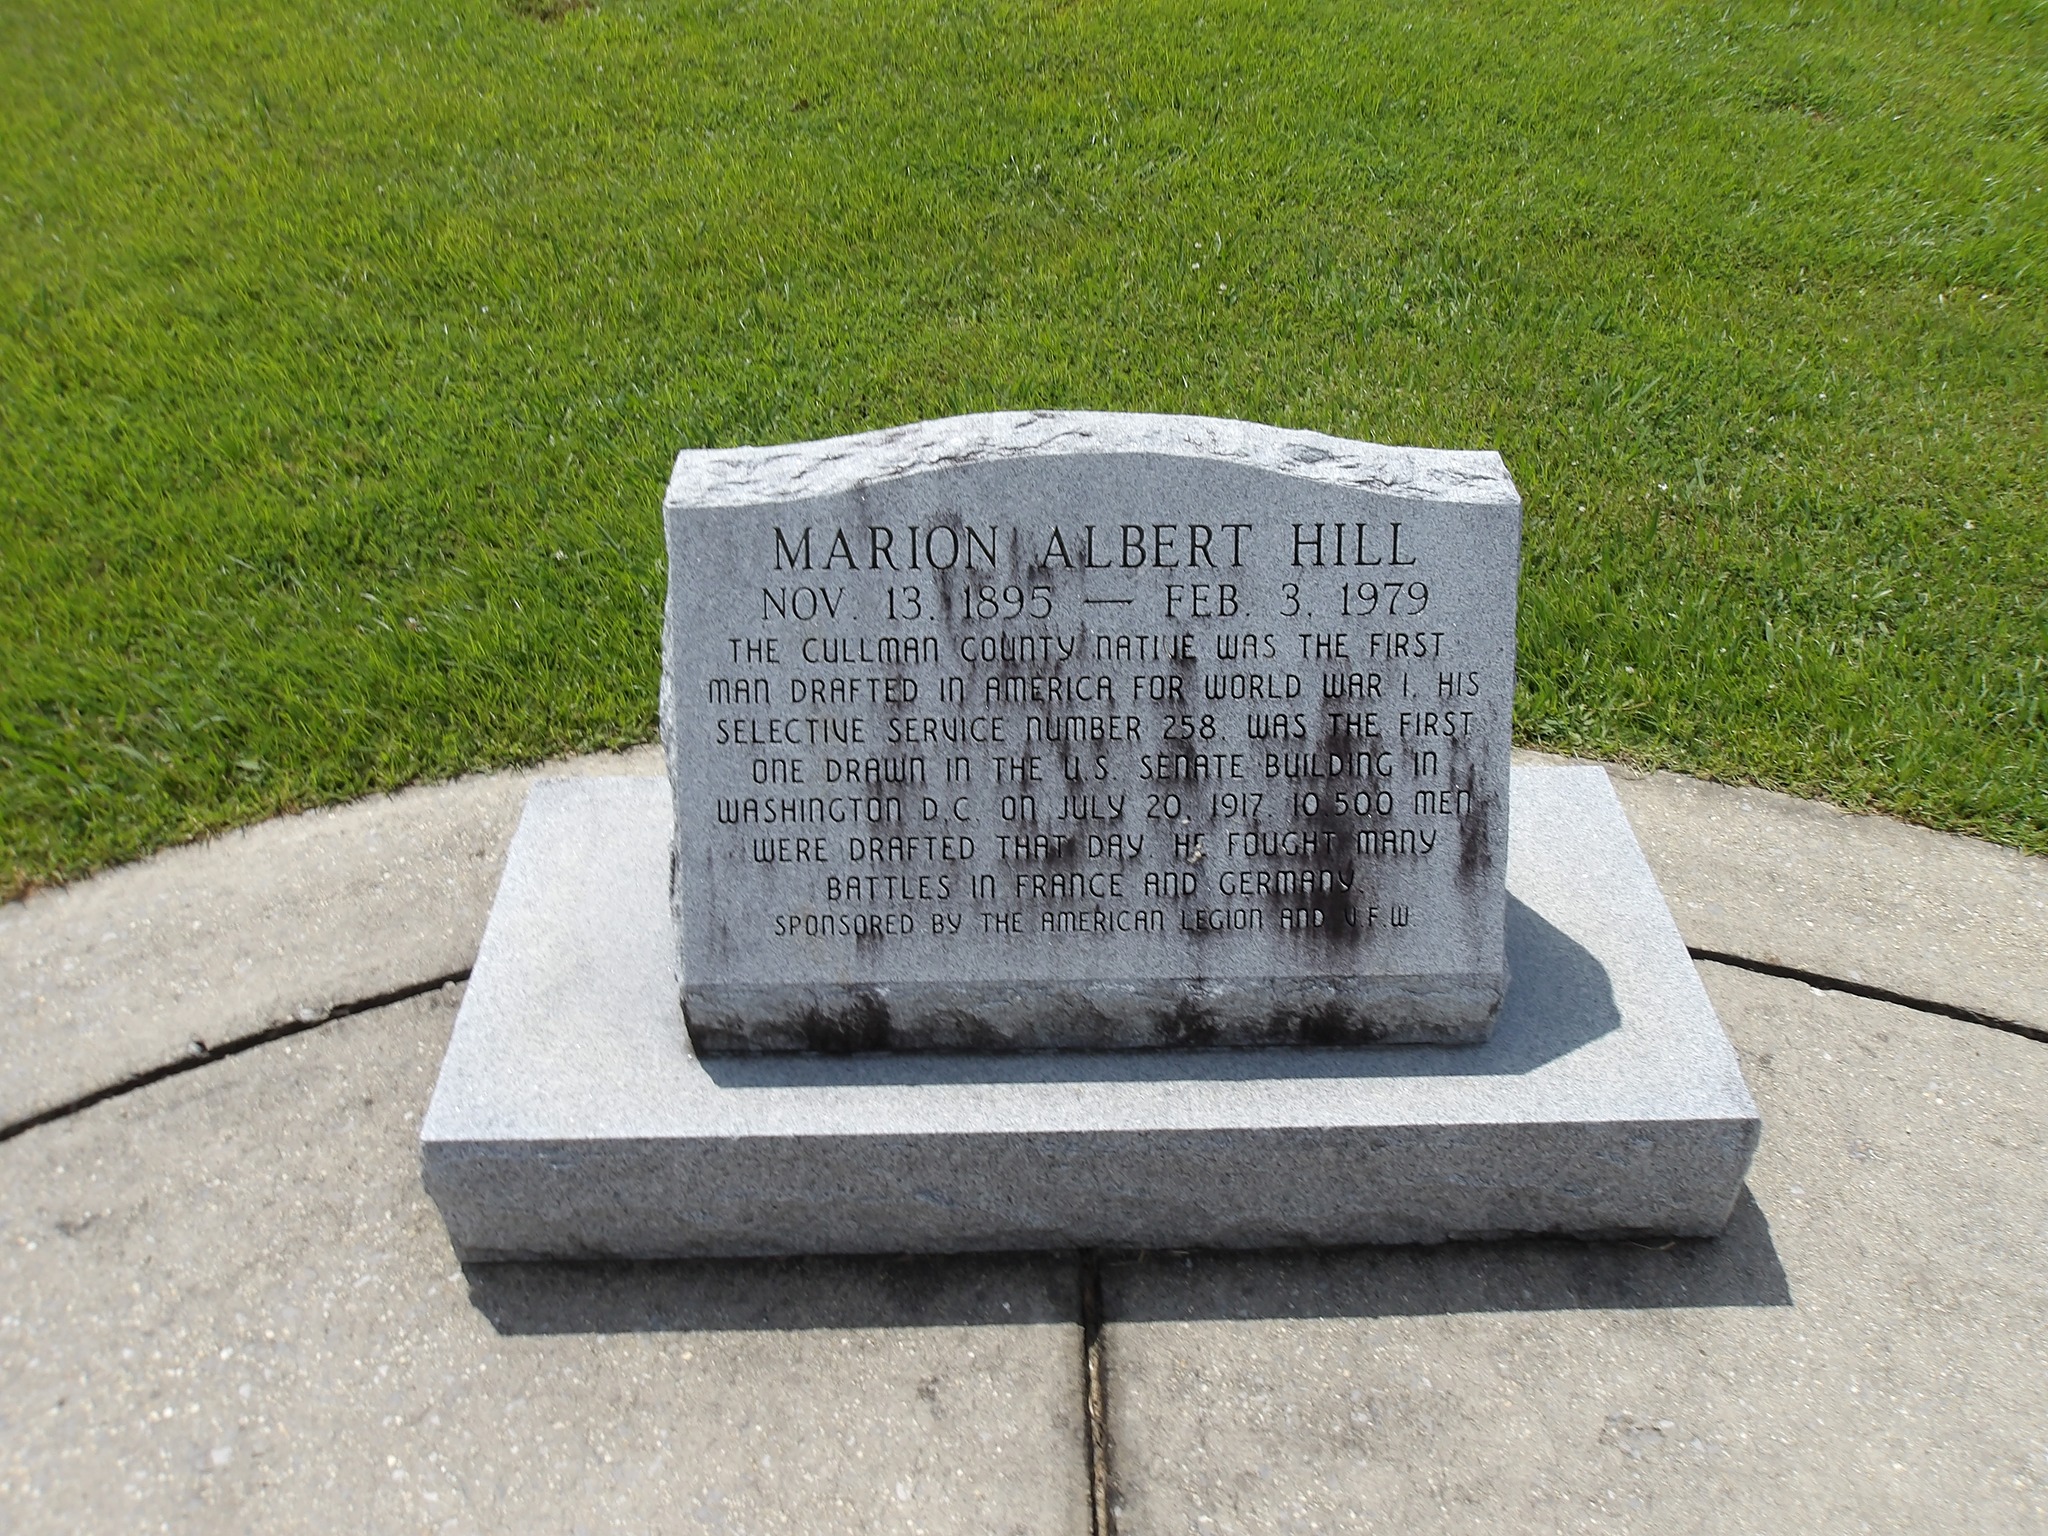 MARION ALBERT HILL
NOV. 13, 1895 — FEB. 3, 1979
THE CULLMAN COUNTY NATIVE WAS THE FIRST
MAN DRAFTED IN AMERICA FOR WORLD WAR I. HIS
SELECTIVE SERVICE NUMBER 258, WAS THE FIRST
ONE DRAWN IN THE U.S. SENATE BUILDING IN
WASHINGTON D.C. ON JULY 20, 1917. 10,500 MEN
WERE DRAFTED THAT DAY. HE FOUGHT MANY
BATTLES IN FRANCE AND GERMANY.
SPONSORED BY THE AMERICAN LEGION AND V.F.W.